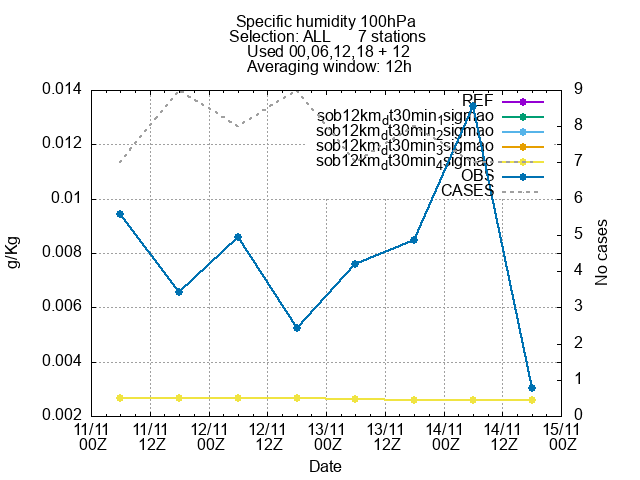 Specific humidity 100hPa
Selection: ALL 7 stations
Used 00,06,12,18 + 12
Averaging window: 12h
REF
sob12km_dt30min_1sigmao
sob12km_dt30min_2sigmao
sob12km_dt30min_3sigmao
sob12km_dt30min_4sigmao
OBS
CASES
0.014
0.012
0.01
0.008
0.006
0.004
0.002
g/Kg
9
8
7
6
5
4
3
2
1
0
No cases
11/11 11/11 12/11 12/11 13/11 13/11 14/11 14/11 15/11
00Z 12Z 00Z 12Z 00Z 12Z 00Z 12Z 00Z
Date